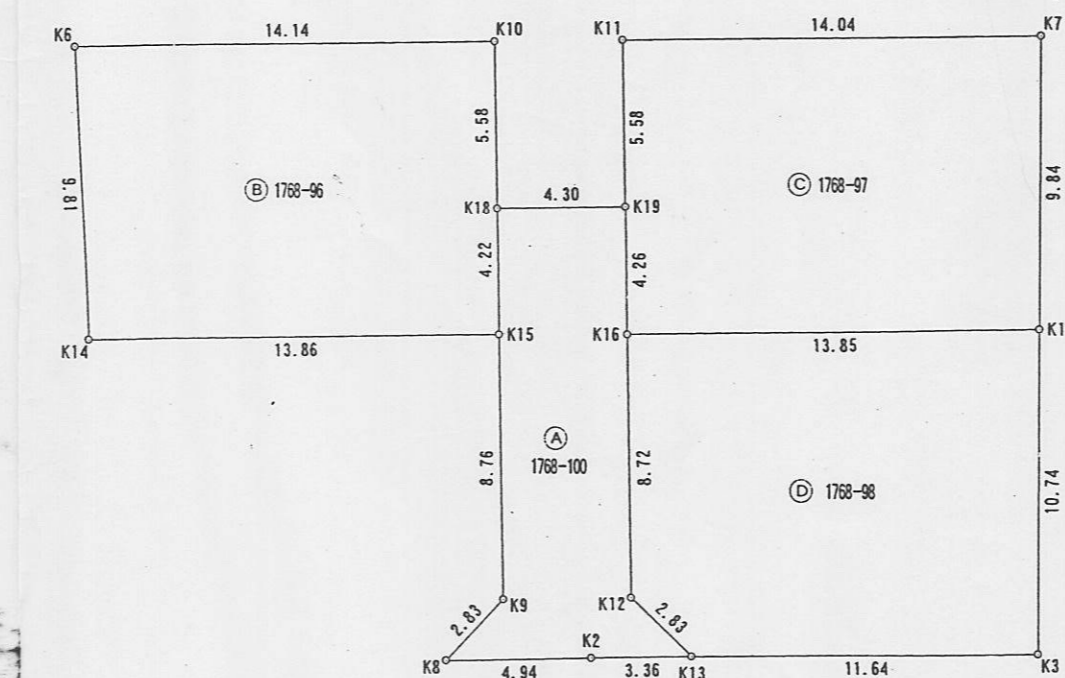 K6
14.14
K10
K11
14.04
K7
5.58
5.58
9.81
Ⓑ 1768-96
Ⓒ 1768-97
9.84
K18
4.30
K19
4.22
4.26
K14
13.86
K15
K16
13.85
K1
8.76
Ⓐ
1768-100
8.72
Ⓓ 1768-98
10.74
K9
K12
2.83
2.83
K8
4.94
K2
3.36
K13
11.64
K3